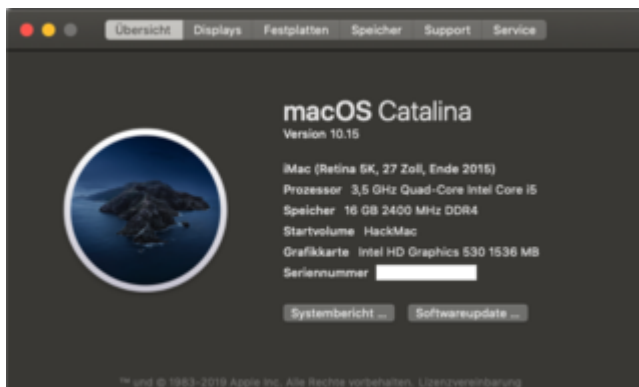 Übersicht Displays Festplatten Speicher Support Service
macOS Catalina
Version 10.15
iMac (Retina 5K, 27 Zoll, Ende 2015)
Prozessor 3,5 GHz Quad-Core Intel Core i5
Speicher 16 GB 2400 MHz DDR4
Startvolume HackMac
Grafikkarte Intel HD Graphics 530 1536 MB
Seriennummer
Systembericht ... Softwareupdate ...
™ und © 1983-2019 Apple Inc. Alle Rechte vorbehalten. Lizenzvereinbarung